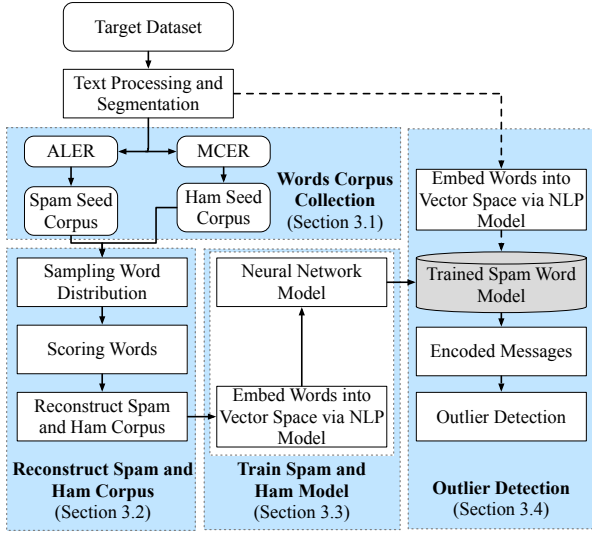 Target Dataset
Text Processing and
Segmentation
ALER
MCER
Spam Seed
Corpus
Ham Seed
Corpus
Words Corpus
Collection
(Section 3.1)
Sampling Word
Distribution
Scoring Words
Reconstruct Spam
and Ham Corpus
Reconstruct Spam and
Ham Corpus
(Section 3.2)
Neural Network
Model
Embed Words into
Vector Space via NLP
Model
Train Spam and
Ham Model
(Section 3.3)
Embed Words into
Vector Space via NLP
Model
Trained Spam Word
Model
Encoded Messages
Outlier Detection
Outlier Detection
(Section 3.4)